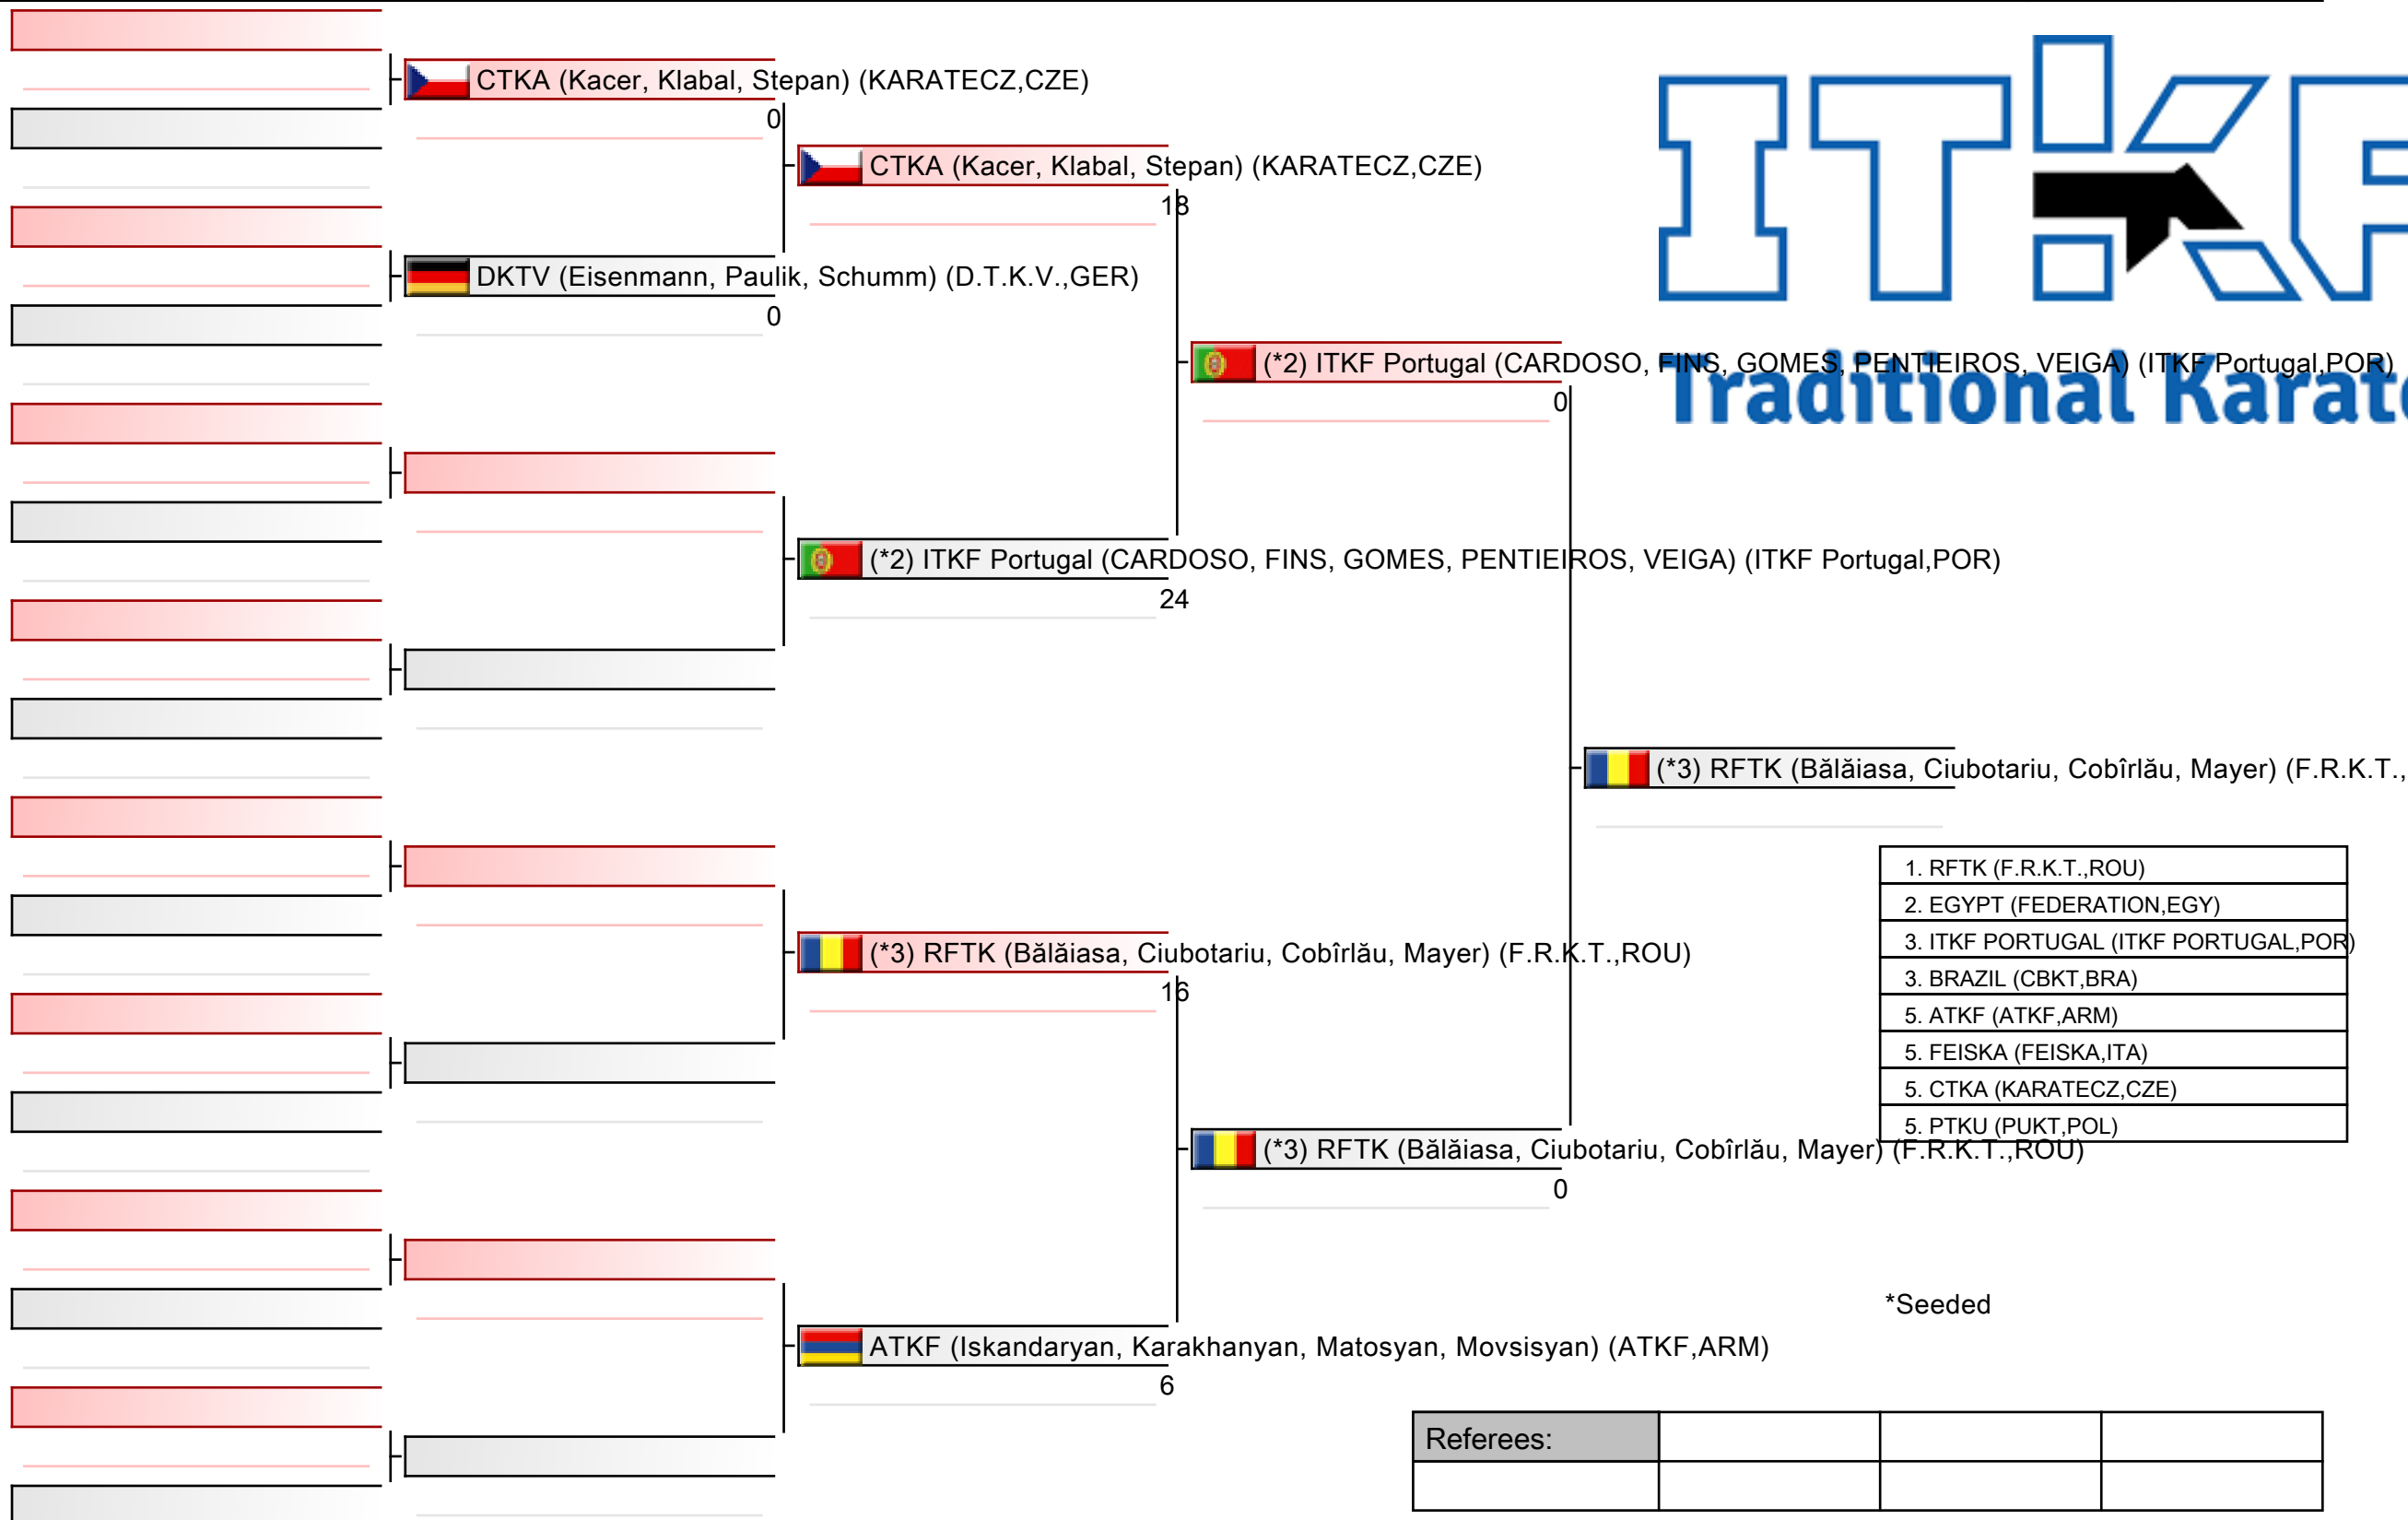 CTKA (Kacer, Klabal, Stepan) (KARATECZ,CZE)
0
DKTV (Eisenmann, Paulik, Schumm) (D.T.K.V.,GER)
0
CTKA (Kacer, Klabal, Stepan) (KARATECZ,CZE)
18
(*2) ITKF Portugal (CARDOSO, FINS, GOMES, PENTIEIROS, VEIGA) (ITKF Portugal,POR)
24
(*3) RFTK (Bălăiasa, Ciubotariu, Cobîrlău, Mayer) (F.R.K.T.,ROU)
16
ATKF (Iskandaryan, Karakhanyan, Matosyan, Movsisyan) (ATKF,ARM)
6
(*2) ITKF Portugal (CARDOSO, FINS, GOMES, PENTIEIROS, VEIGA) (ITKF Portugal,POR)
0
(*3) RFTK (Bălăiasa, Ciubotariu, Cobîrlău, Mayer) (F.R.K.T.,ROU)
0
(*3) RFTK (Bălăiasa, Ciubotariu, Cobîrlău, Mayer) (F.R.K.T.,
ITKF
Traditional Karate
1. RFTK (F.R.K.T.,ROU)
2. EGYPT (FEDERATION,EGY)
3. ITKF PORTUGAL (ITKF PORTUGAL,POR)
3. BRAZIL (CBKT,BRA)
5. ATKF (ATKF,ARM)
5. FEISKA (FEISKA,ITA)
5. CTKA (KARATECZ,CZE)
5. PTKU (PUKT,POL)
*Seeded
Referees: